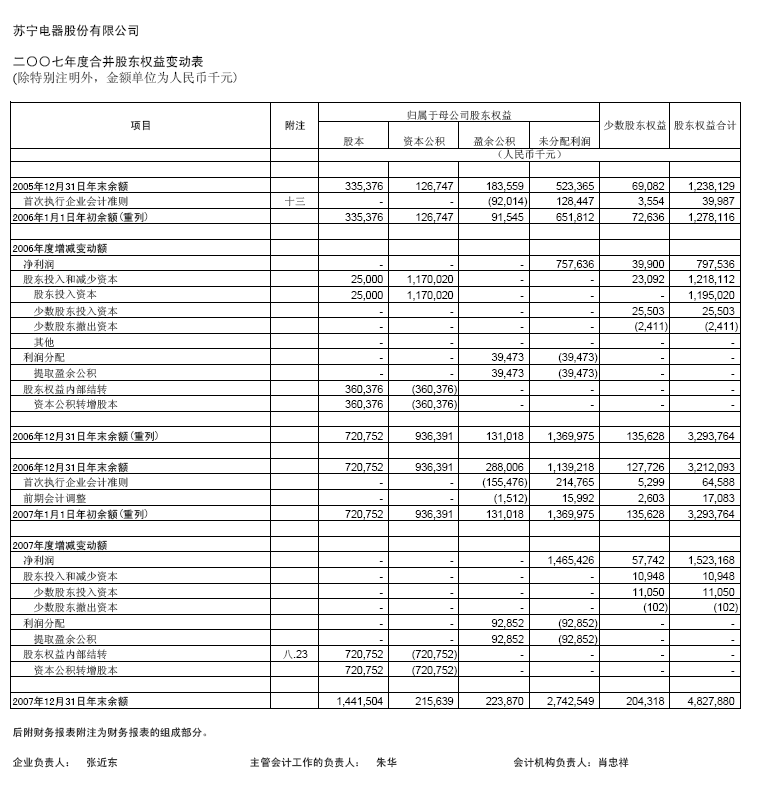 苏宁电器股份有限公司
二〇〇七年度合并股东权益变动表
(除特别注明外，金额单位为人民币千元)
项目 附注 归属于母公司股东权益 少数股东权益 股东权益合计
股本 资本公积 盈余公积 未分配利润
（人民币千元）
2005年12月31日年末余额 335,376 126,747 183,559 523,365 69,082 1,238,129
首次执行企业会计准则 十三 - - (92,014) 128,447 3,554 39,987
2006年1月1日年初余额(重列) 335,376 126,747 91,545 651,812 72,636 1,278,116
2006年度增减变动额
净利润 - - - 757,636 39,900 797,536
股东投入和减少资本 25,000 1,170,020 - - 23,092 1,218,112
股东投入资本 25,000 1,170,020 - - - 1,195,020
少数股东投入资本 - - - - 25,503 25,503
少数股东撤出资本 - - - - (2,411) (2,411)
其他 - - - - - -
利润分配 - - 39,473 (39,473) - -
提取盈余公积 - - 39,473 (39,473) - -
股东权益内部结转 360,376 (360,376) - - - -
资本公积转增股本 360,376 (360,376) - - - -
2006年12月31日年末余额(重列) 720,752 936,391 131,018 1,369,975 135,628 3,293,764
2006年12月31日年末余额 720,752 936,391 288,006 1,139,218 127,726 3,212,093
首次执行企业会计准则 - - (155,476) 214,765 5,299 64,588
前期会计调整 - - (1,512) 15,992 2,603 17,083
2007年1月1日年初余额(重列) 720,752 936,391 131,018 1,369,975 135,628 3,293,764
2007年度增减变动额
净利润 - - - 1,465,426 57,742 1,523,168
股东投入和减少资本 - - - - 10,948 10,948
少数股东投入资本 - - - - 11,050 11,050
少数股东撤出资本 - - - - (102) (102)
利润分配 - - 92,852 (92,852) - -
提取盈余公积 - - 92,852 (92,852) - -
股东权益内部结转 八.23 720,752 (720,752) - - - -
资本公积转增股本 720,752 (720,752) - - - -
2007年12月31日年末余额 1,441,504 215,639 223,870 2,742,549 204,318 4,827,880
后附财务报表附注为财务报表的组成部分。
企业负责人： 张近东 主管会计工作的负责人： 朱华 会计机构负责人：肖忠祥